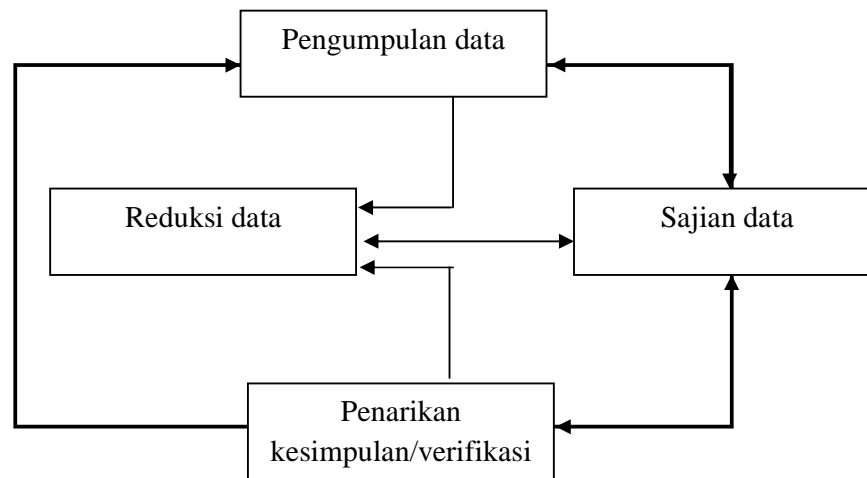 Pengumpulan data
Reduksi data
Sajian data
Penarikan
kesimpulan/verifikasi